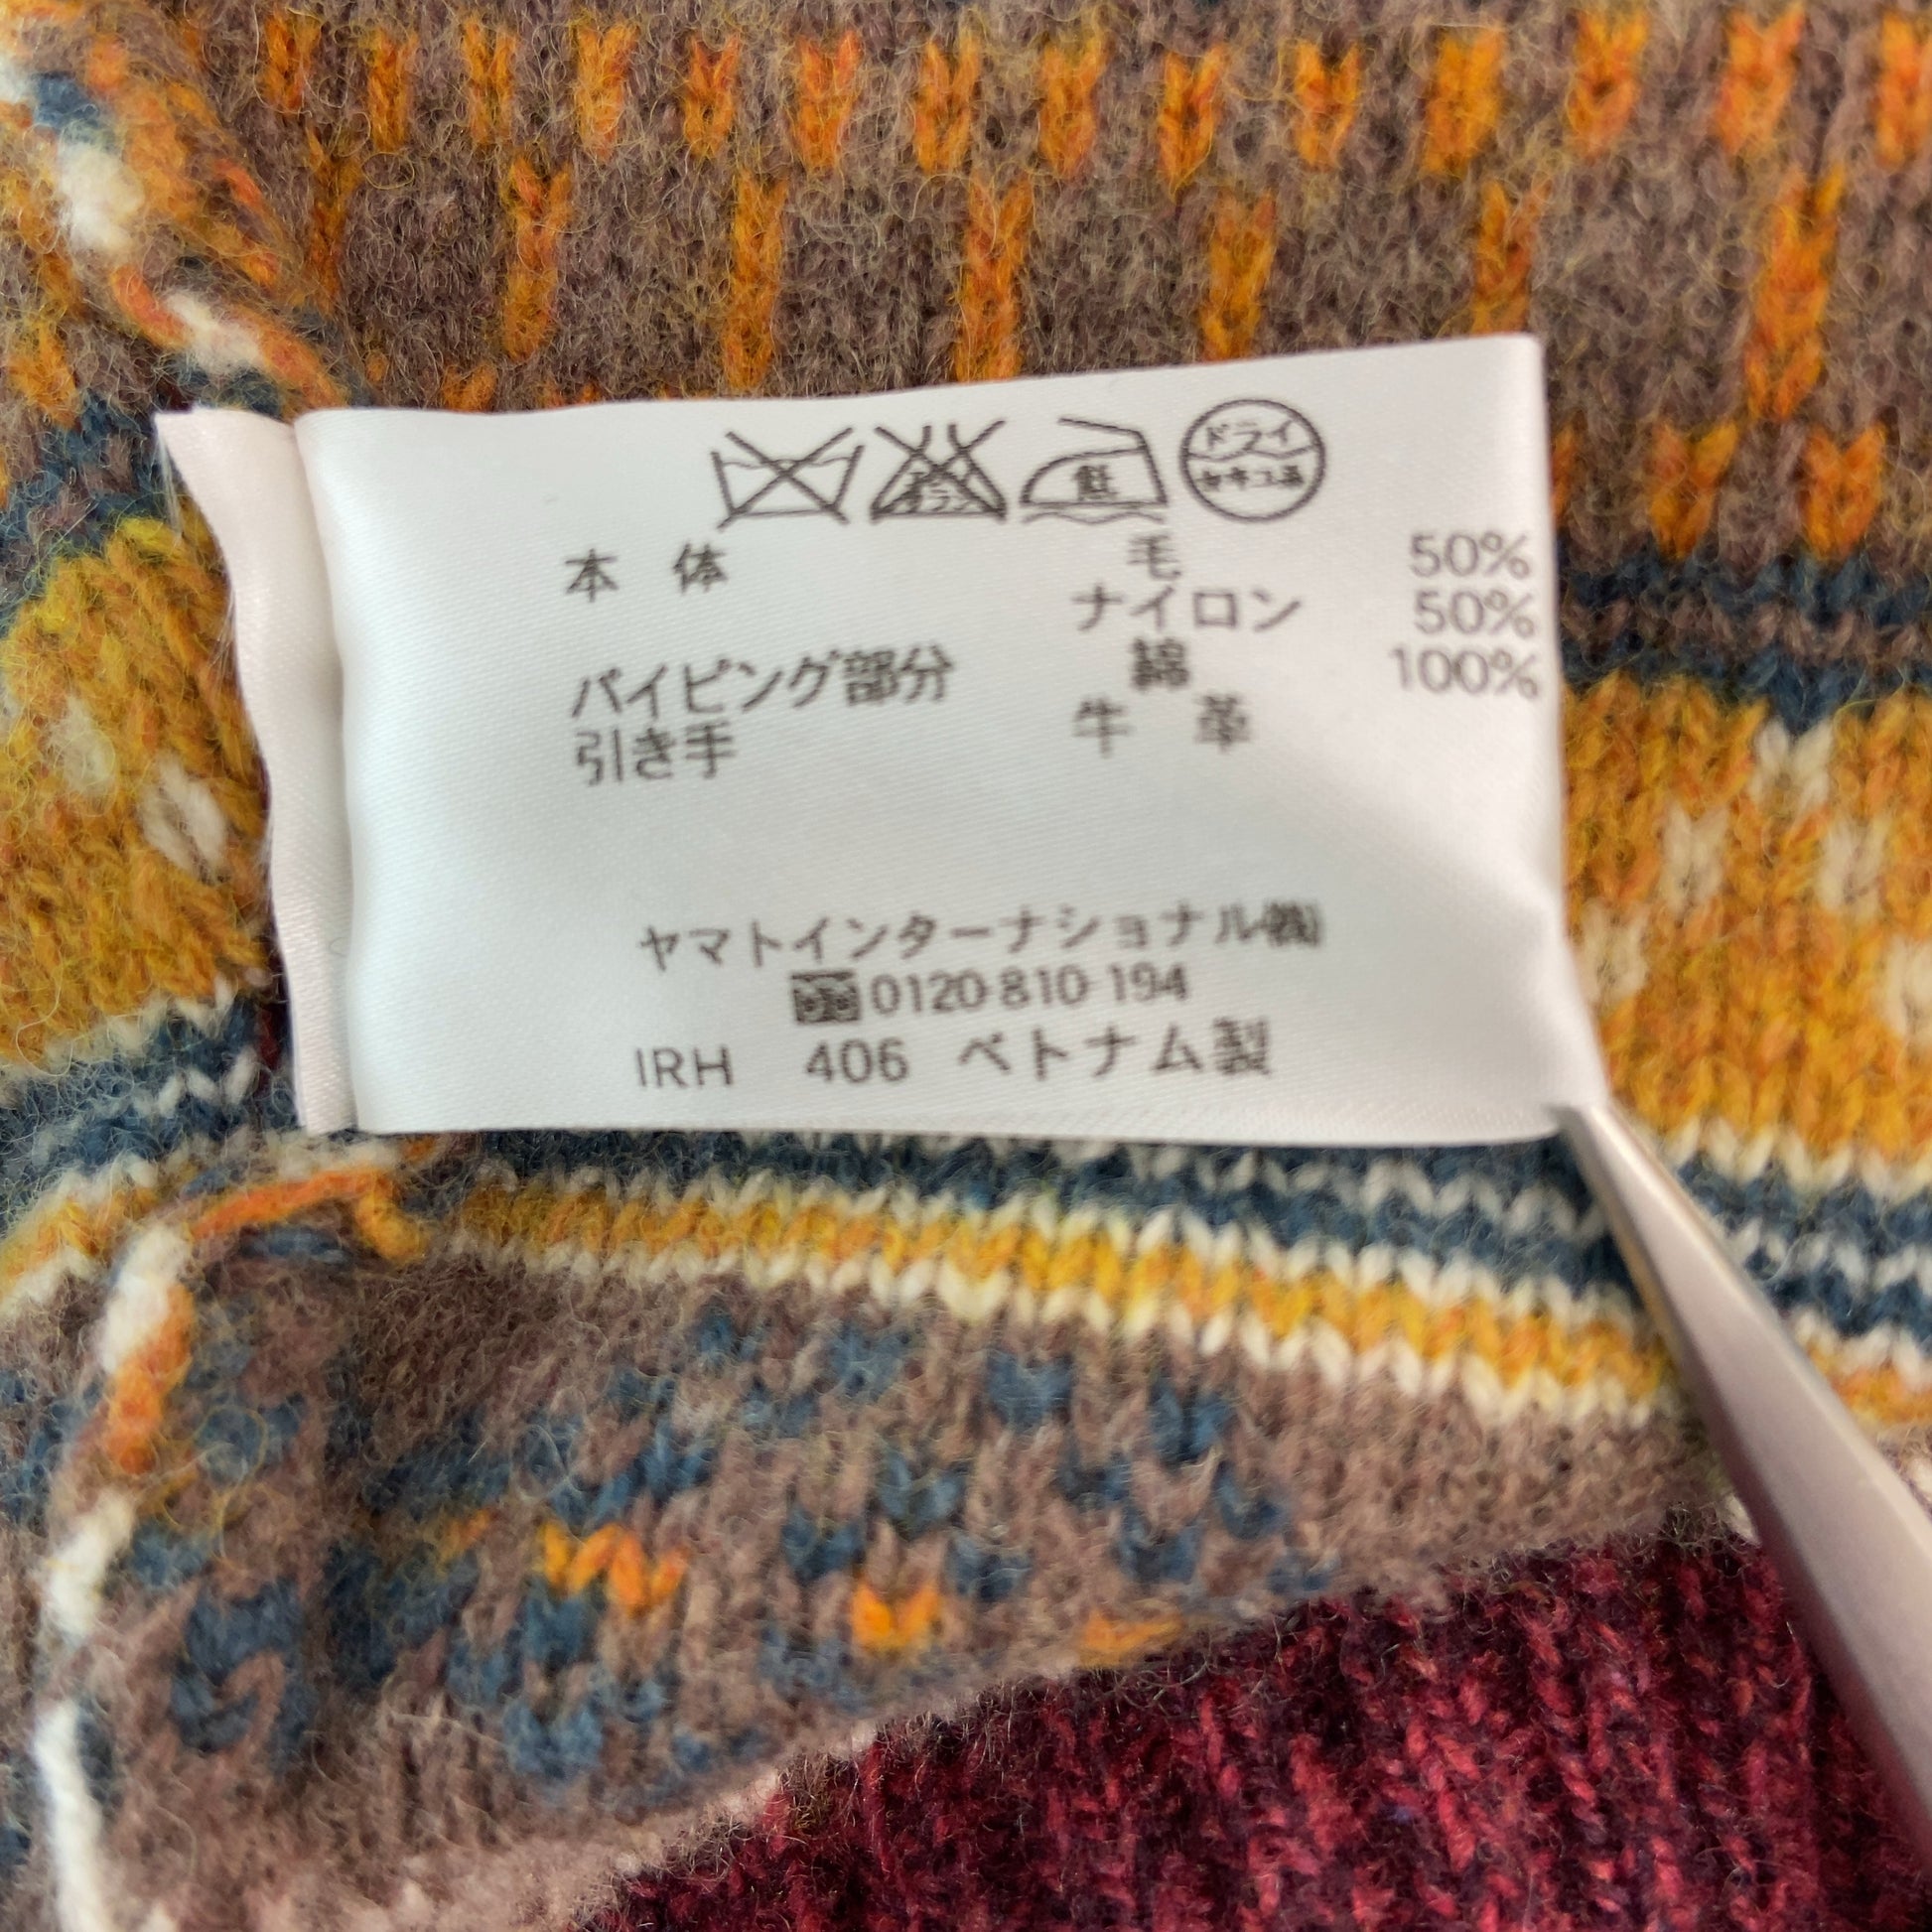 ドライ
セキユ系
本 体 毛 50%
ナイロン 50%
パイピング部分 綿 100%
引き手 牛 革
ヤマトインターナショナル㈱
0120-810-194
IRH 406 ベトナム製